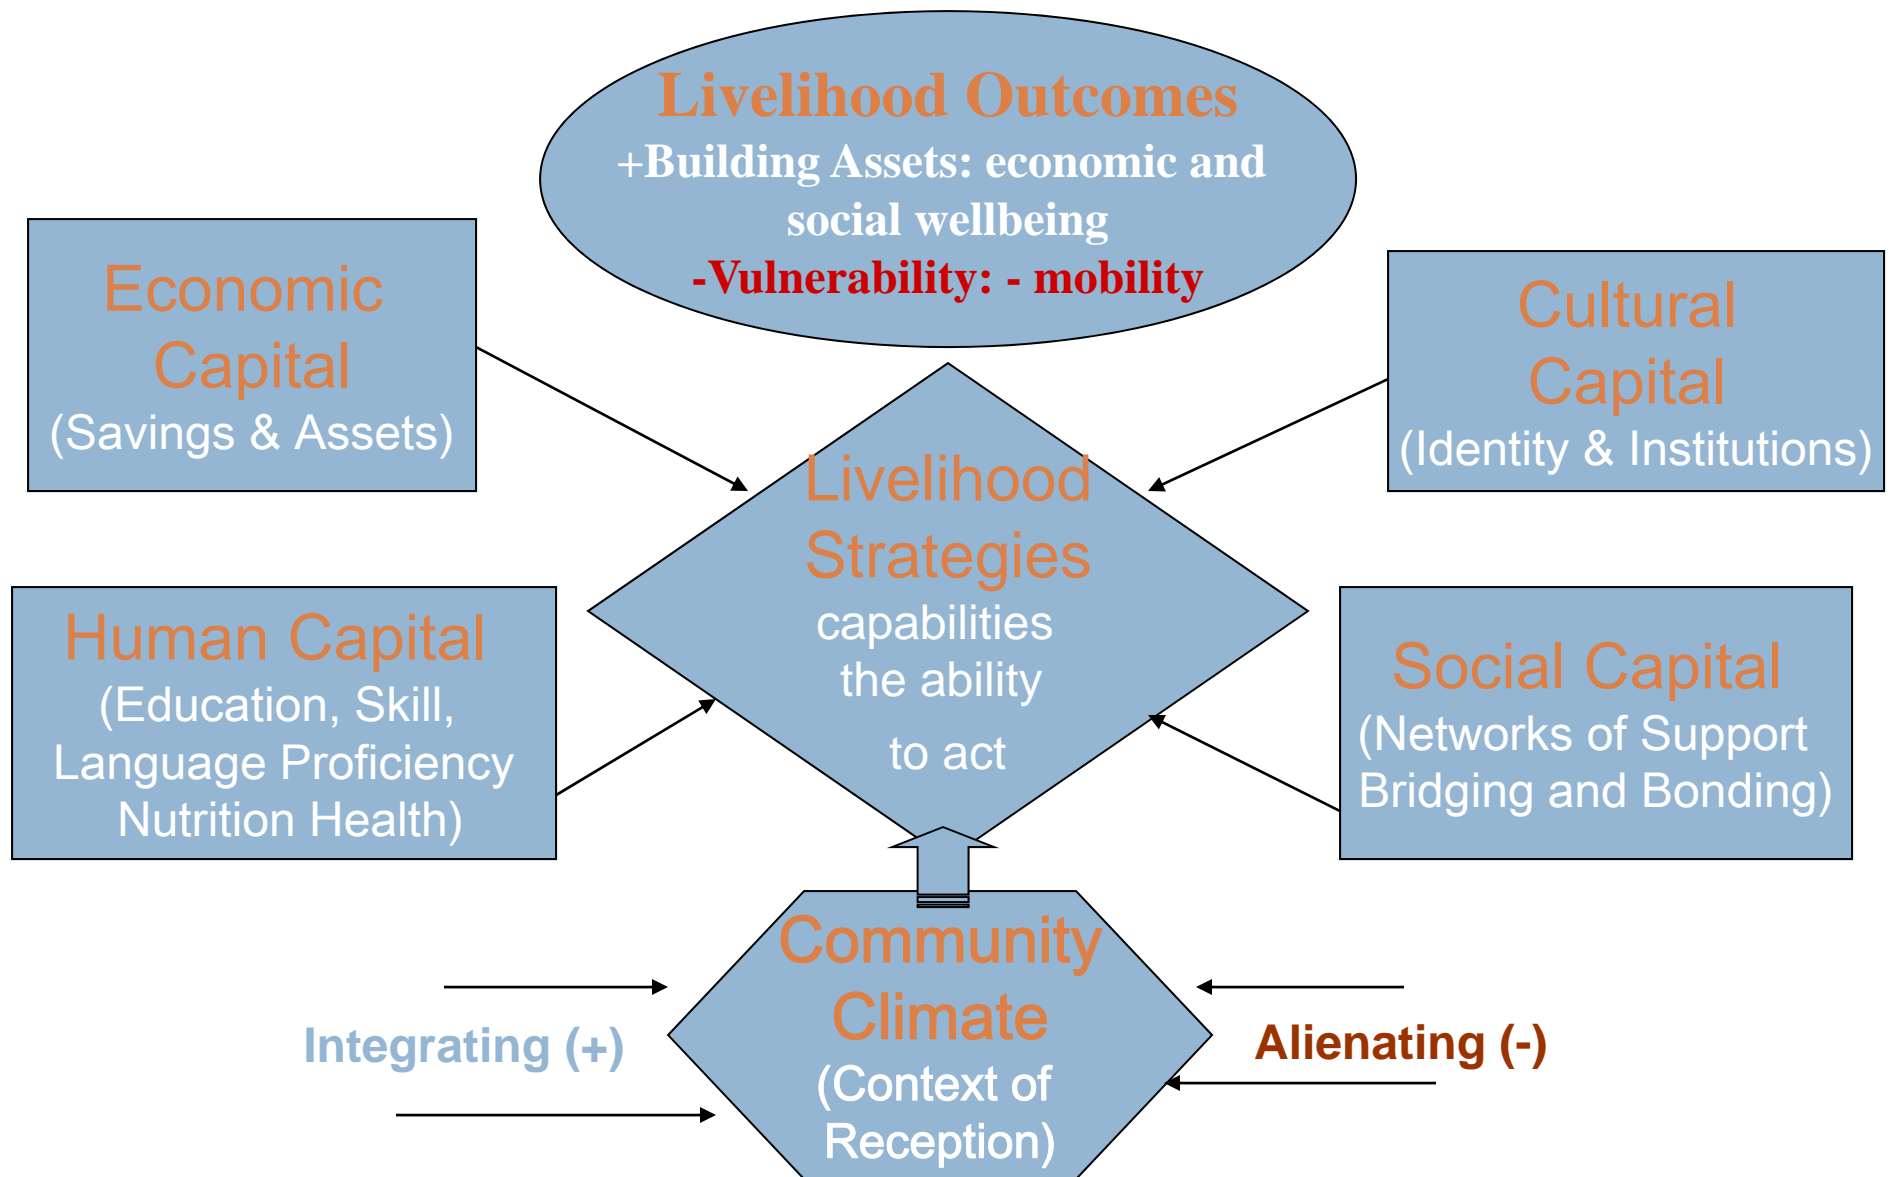 Livelihood Outcomes
+Building Assets: economic and
social wellbeing
-Vulnerability: - mobility
Economic
Capital
(Savings & Assets)
Cultural
Capital
(Identity & Institutions)
Livelihood
Strategies
capabilities
the ability
to act
Human Capital
(Education, Skill,
Language Proficiency
Nutrition Health)
Social Capital
(Networks of Support
Bridging and Bonding)
Community
Climate
(Context of
Reception)
Integrating (+)
Alienating (-)